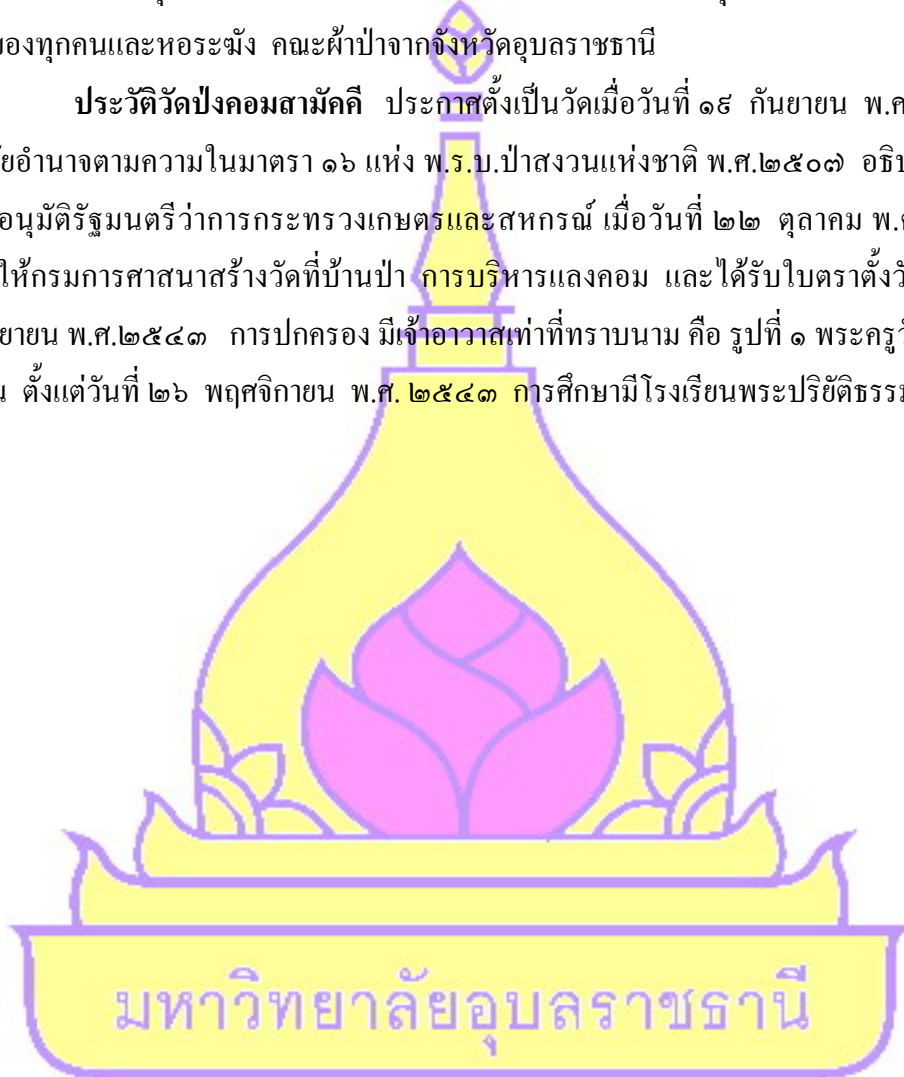 ของทุกคนและหอระฆัง คณะผ้าป่าจากจังหวัดอุบลราชธานี
ประวัติวัดป่งคอมสามัคคี ประกาศตั้งเป็นวัดเมื่อวันที่ ๑๙ กันยายน พ.ศ
อำนาจตามความในมาตรา ๑๖ แห่ง พ.ร.บ.ป่าสงวนแห่งชาติ พ.ศ.๒๕๐๗
อนุมัติรัฐมนตรีว่าการกระทรวงเกษตรและสหกรณ์ เมื่อวันที่ ๒๒ ตุลาคม พ.ศ
ให้กรมการศาสนาสร้างวัดที่บ้านป่า การบริหารแลงคอม และได้รับใบตราตั้งวั
ยายน พ.ศ.๒๕๔๓ การปกครอง มีเจ้าอาวาสเท่าที่ทราบนาม คือ รูปที่ ๑ พระครู
น ตั้งแต่วันที่ ๒๖ พฤศจิกายน พ.ศ. ๒๕๔๓ การศึกษามีโรงเรียนพระปริยัติธรรม
มหาวิทยาลัยอุบลราชธานี